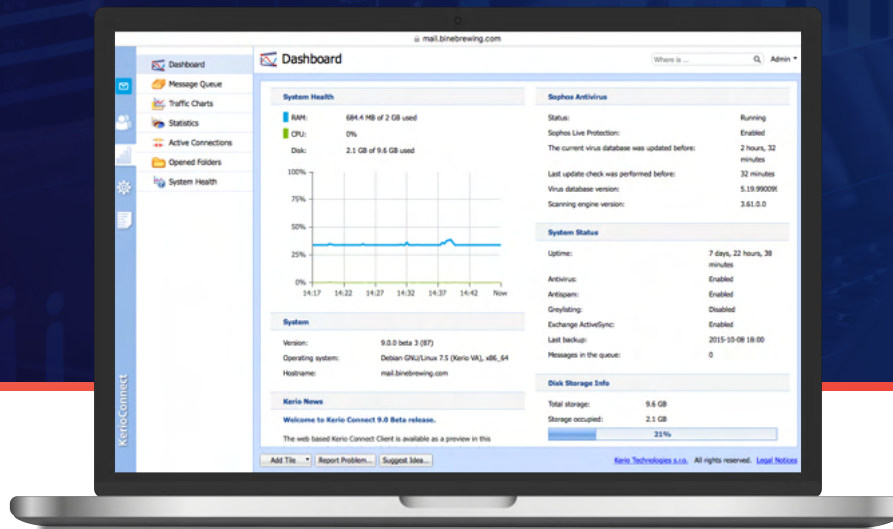 mail.binebrewing.com
Dashboard
Message Queue
Traffic Charts
Statistics
Active Connections
Opened Folders
System Health
KerioConnect
Dashboard
Where is ...
Admin
System Health
RAM: 684.4 MB of 2 GB used
CPU: 0%
Disk: 2.1 GB of 9.6 GB used
100%
75%
50%
25%
0%
14:17 14:22 14:27 14:32 14:37 14:42 Now
System
Version: 9.0.0 beta 3 (87)
Operating system: Debian GNU/Linux 7.5 (Kerio VA), x86_64
Hostname: mail.binebrewing.com
Kerio News
Welcome to Kerio Connect 9.0 Beta release.
The web based Kerio Connect Client is available as a preview in this
Sophos Antivirus
Status: Running
Sophos Live Protection: Enabled
The current virus database was updated before: 2 hours, 32
minutes
Last update check was performed before: 32 minutes
Virus database version:
Scanning engine version: 3.61.0.0
System Status
Uptime: 7 days, 22 hours, 38
minutes
Antivirus: Enabled
Antispam: Enabled
Greylisting: Disabled
Exchange ActiveSync: Enabled
Last backup: 2015-10-08 18:00
Messages in the queue: 0
Disk Storage Info
Total storage: 9.6 GB
Storage occupied: 2.1 GB
21%
Add Tile
Report Problem...
Suggest Idea...
Kerio Technologies s.r.o. All rights reserved. Legal Notices